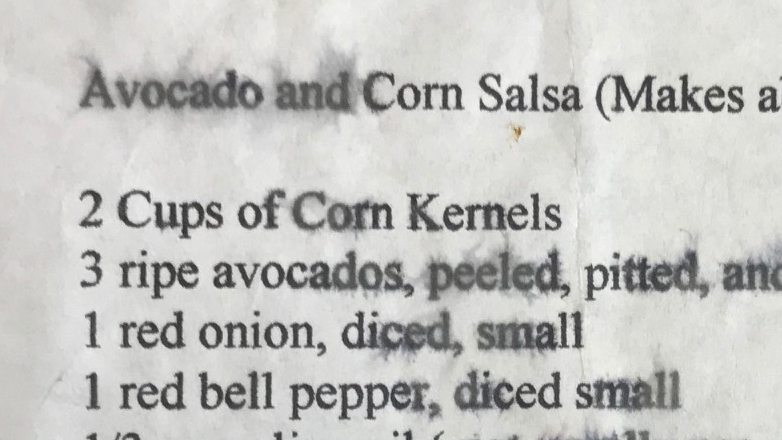 Avocado and Corn Salsa (Makes
2 Cups of Corn Kernels
3 ripe avocados, peeled, pitted, and
1 red onion, diced, small
1 red bell pepper, diced small